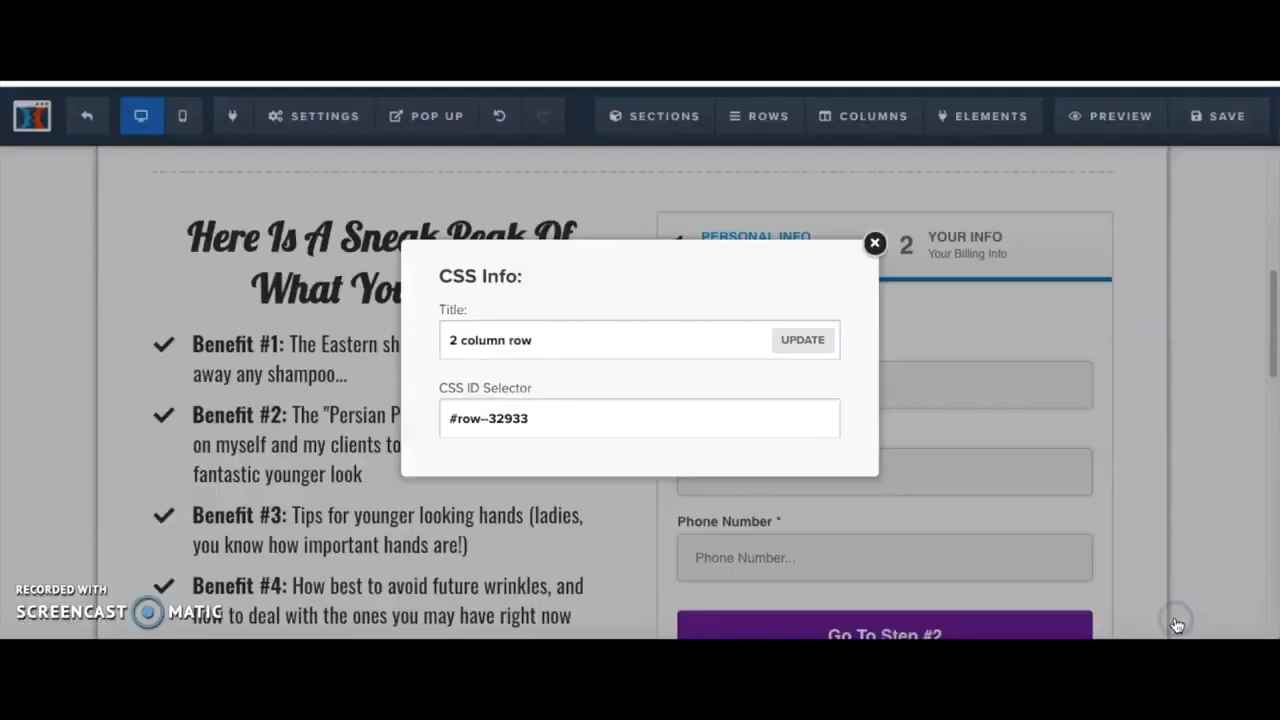 SETTINGS
POP UP
SECTIONS
ROWS
COLUMNS
ELEMENTS
PREVIEW
SAVE
Here Is A Sneak Peak Of
What You
Benefit #1: The Eastern sh
away any shampoo...
Benefit #2: The "Persian P
on myself and my clients to
fantastic younger look
Benefit #3: Tips for younger looking hands (ladies,
you know how important hands are!)
Benefit #4: How best to avoid future wrinkles, and
how to deal with the ones you may have right now
CSS Info:
Title:
2 column row
UPDATE
CSS ID Selector
#row--32933
PERSONAL INFO
2
YOUR INFO
Your Billing Info
Phone Number *
Phone Number...
Go To Step #2
RECORDED WITH
SCREENCAST MATIC